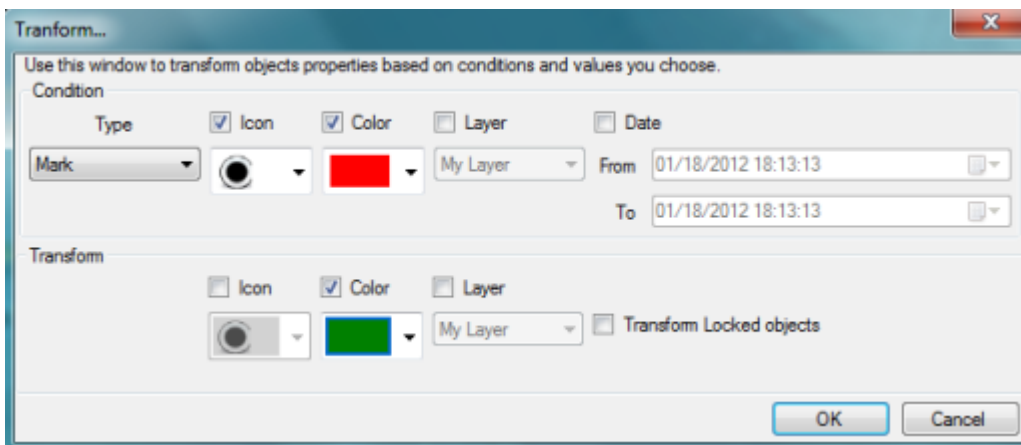 Tranform...
Use this window to transform objects properties based on conditions and values you choose.
Condition
Type Icon Color Layer Date
Mark My Layer From 01/18/2012 18:13:13
To 01/18/2012 18:13:13
Transform
Icon Color Layer
My Layer Transform Locked objects
OK Cancel